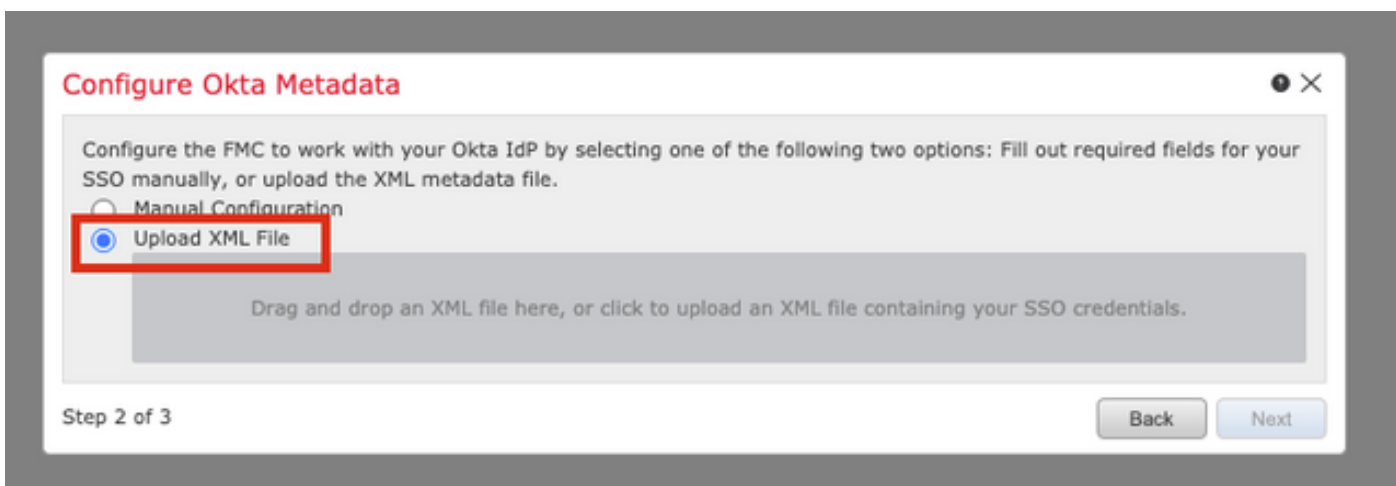 Configure Okta Metadata
Configure the FMC to work with your Okta IdP by selecting one of the following two options: Fill out required fields for your
SSO manually, or upload the XML metadata file.
Manual Configuration
Upload XML File
Drag and drop an XML file here, or click to upload an XML file containing your SSO credentials.
Step 2 of 3
Back
Next